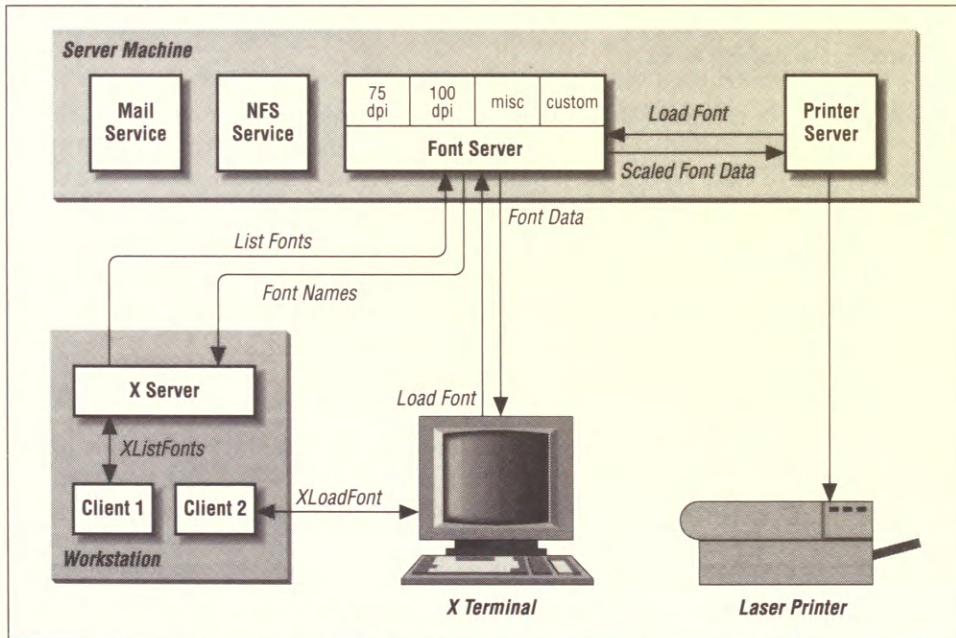 Server Machine
Mail
Service
NFS
Service
75
dpi
100
dpi
misc
custom
Font Server
Load Font
Scaled Font Data
Printer
Server
List Fonts
Font Data
Font Names
X Server
XListFonts
Load Font
Client 1
Client 2
XLoadFont
Workstation
X Terminal
Laser Printer